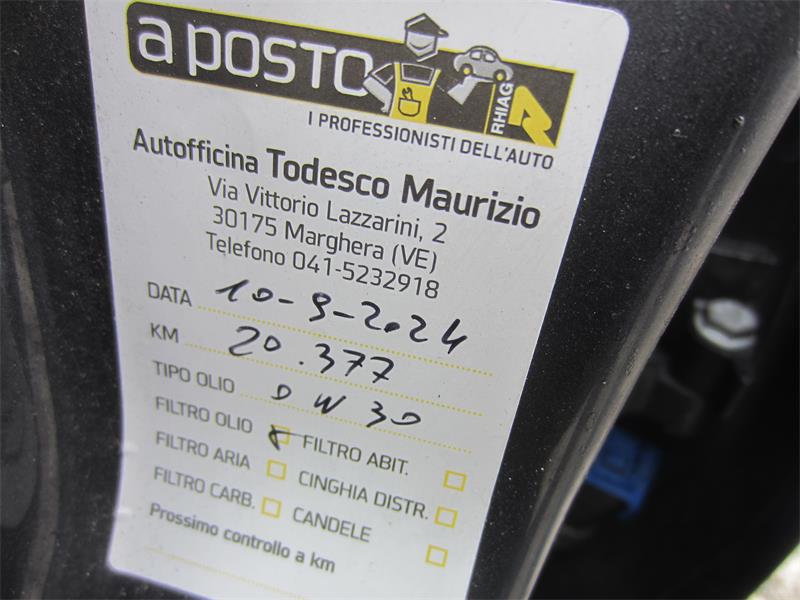 a POSTO
RHIAG
I PROFESSIONISTI DELL'AUTO
Autofficina Todesco Maurizio
Via Vittorio Lazzarini, 2
30175 Marghera (VE)
Telefono 041-5232918
DATA 10-9-2024
KM 20.377
TIPO OLIO 0W30
FILTRO OLIO FILTRO ABIT.
FILTRO ARIA CINGHIA DISTR.
FILTRO CARB. CANDELE
Prossimo controllo a km